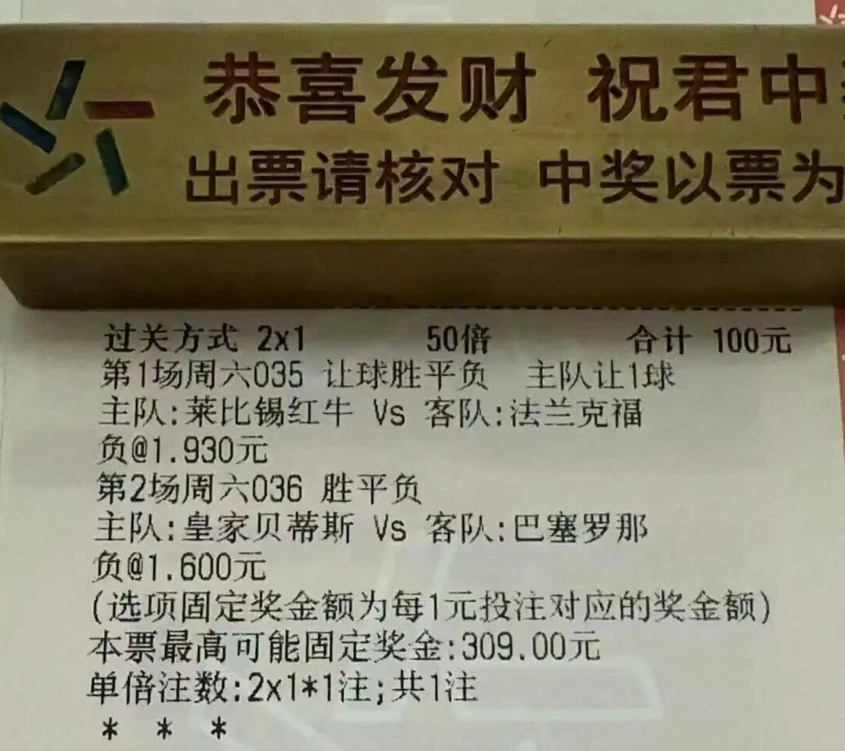 恭喜发财 祝君中
出票请核对 中奖以票为
过关方式 2x1 50倍 合计 100元
第1场周六035 让球胜平负 主队让1球
主队:莱比锡红牛 Vs 客队:法兰克福
负@1.930元
第2场周六036 胜平负
主队:皇家贝蒂斯 Vs 客队:巴塞罗那
负@1.600元
(选项固定奖金额为每1元投注对应的奖金额)
本票最高可能固定奖金:309.00元
单倍注数:2x1*1注;共1注
* * *